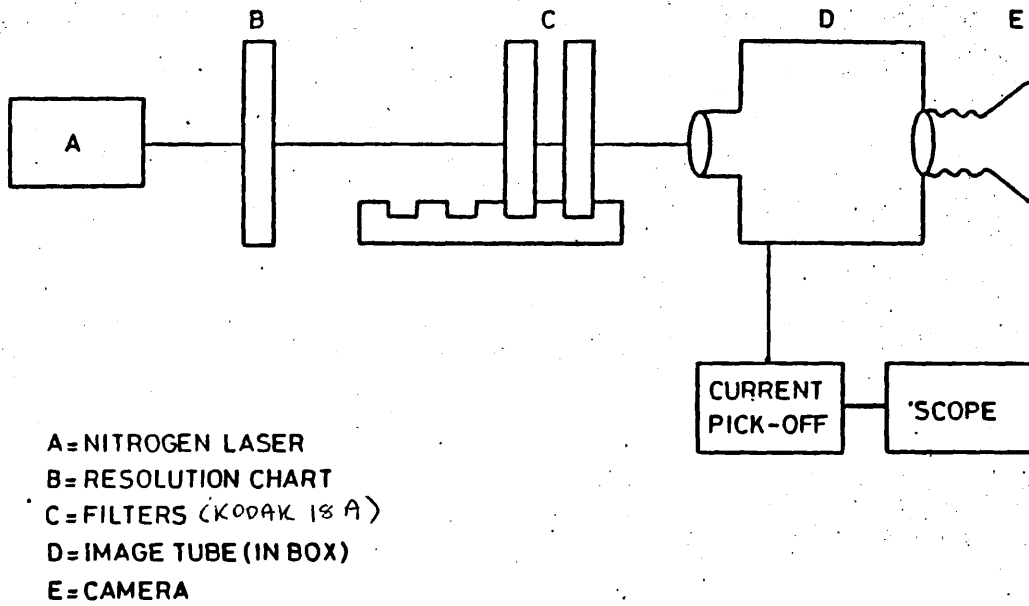 B C D E
A
CURRENT
PICK-OFF
SCOPE
A=NITROGEN LASER
B=RESOLUTION CHART
C=FILTERS (KODAK 18 A)
D=IMAGE TUBE (IN BOX)
E=CAMERA